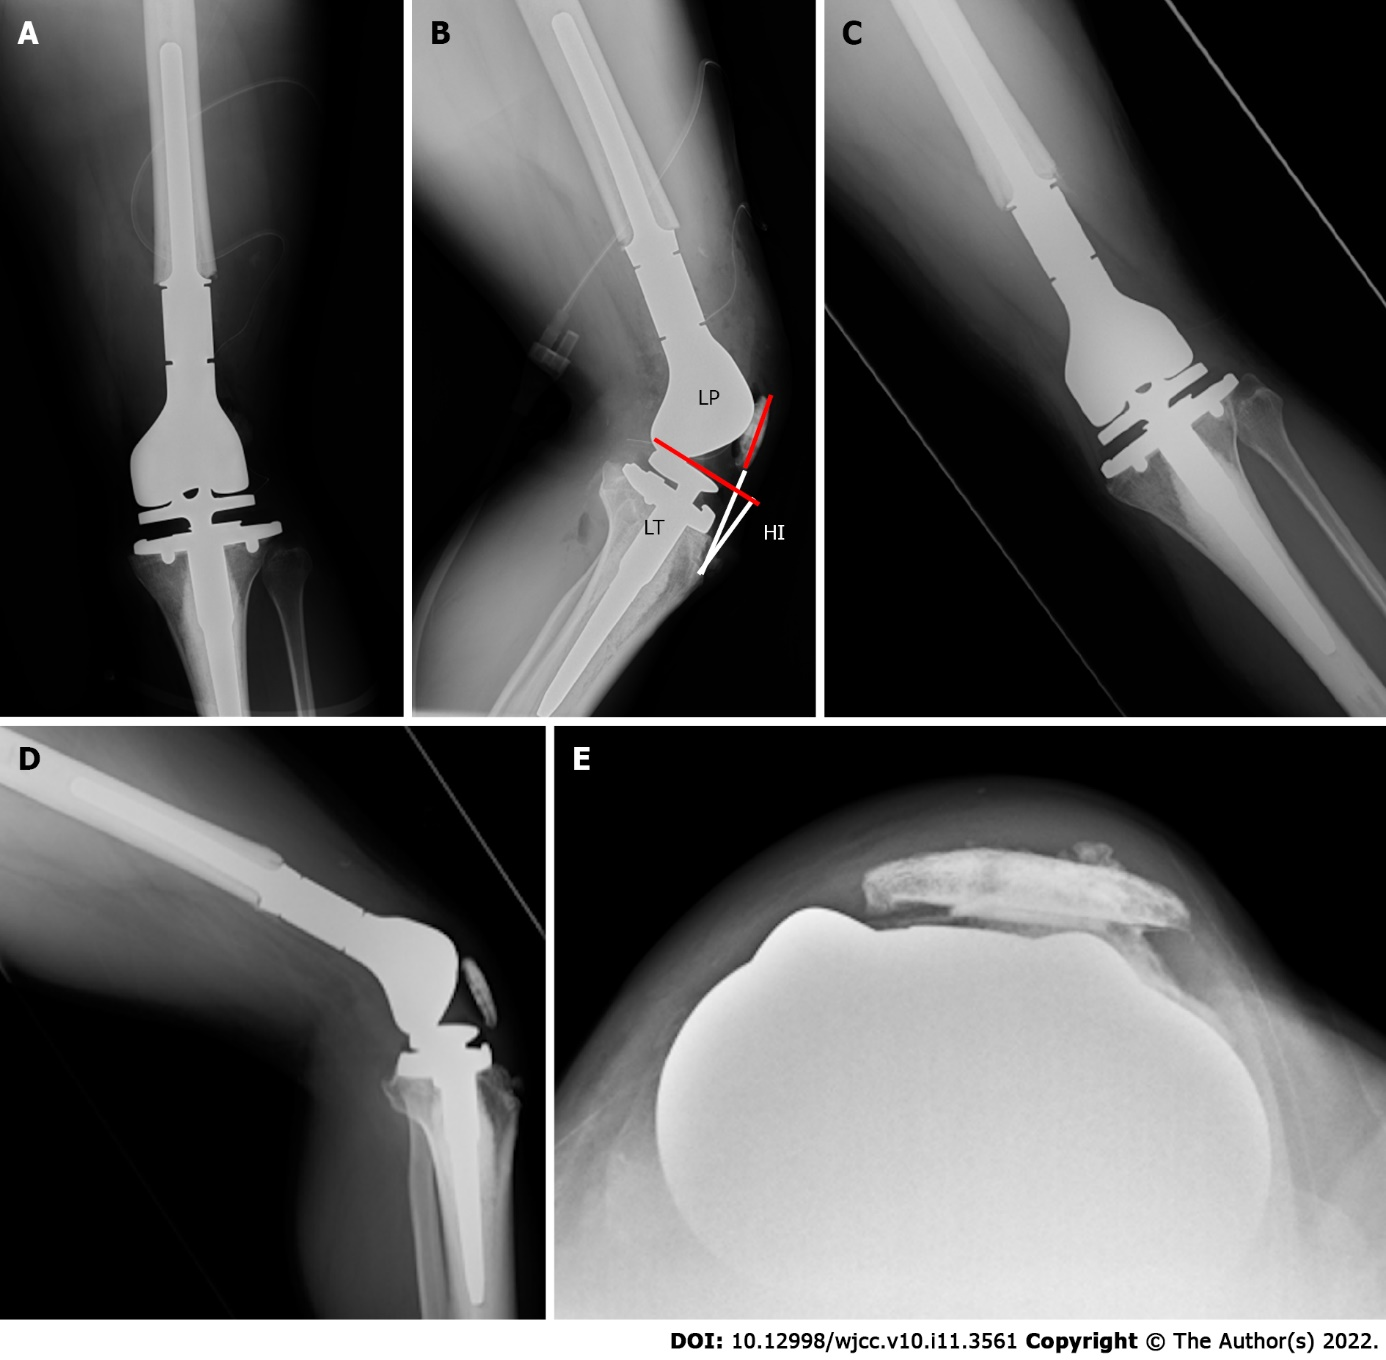 A
B
C
LP
LT
HI
D
E
DOI: 10.12998/wjcc.v10.i11.3561 Copyright © The Author(s) 2022.